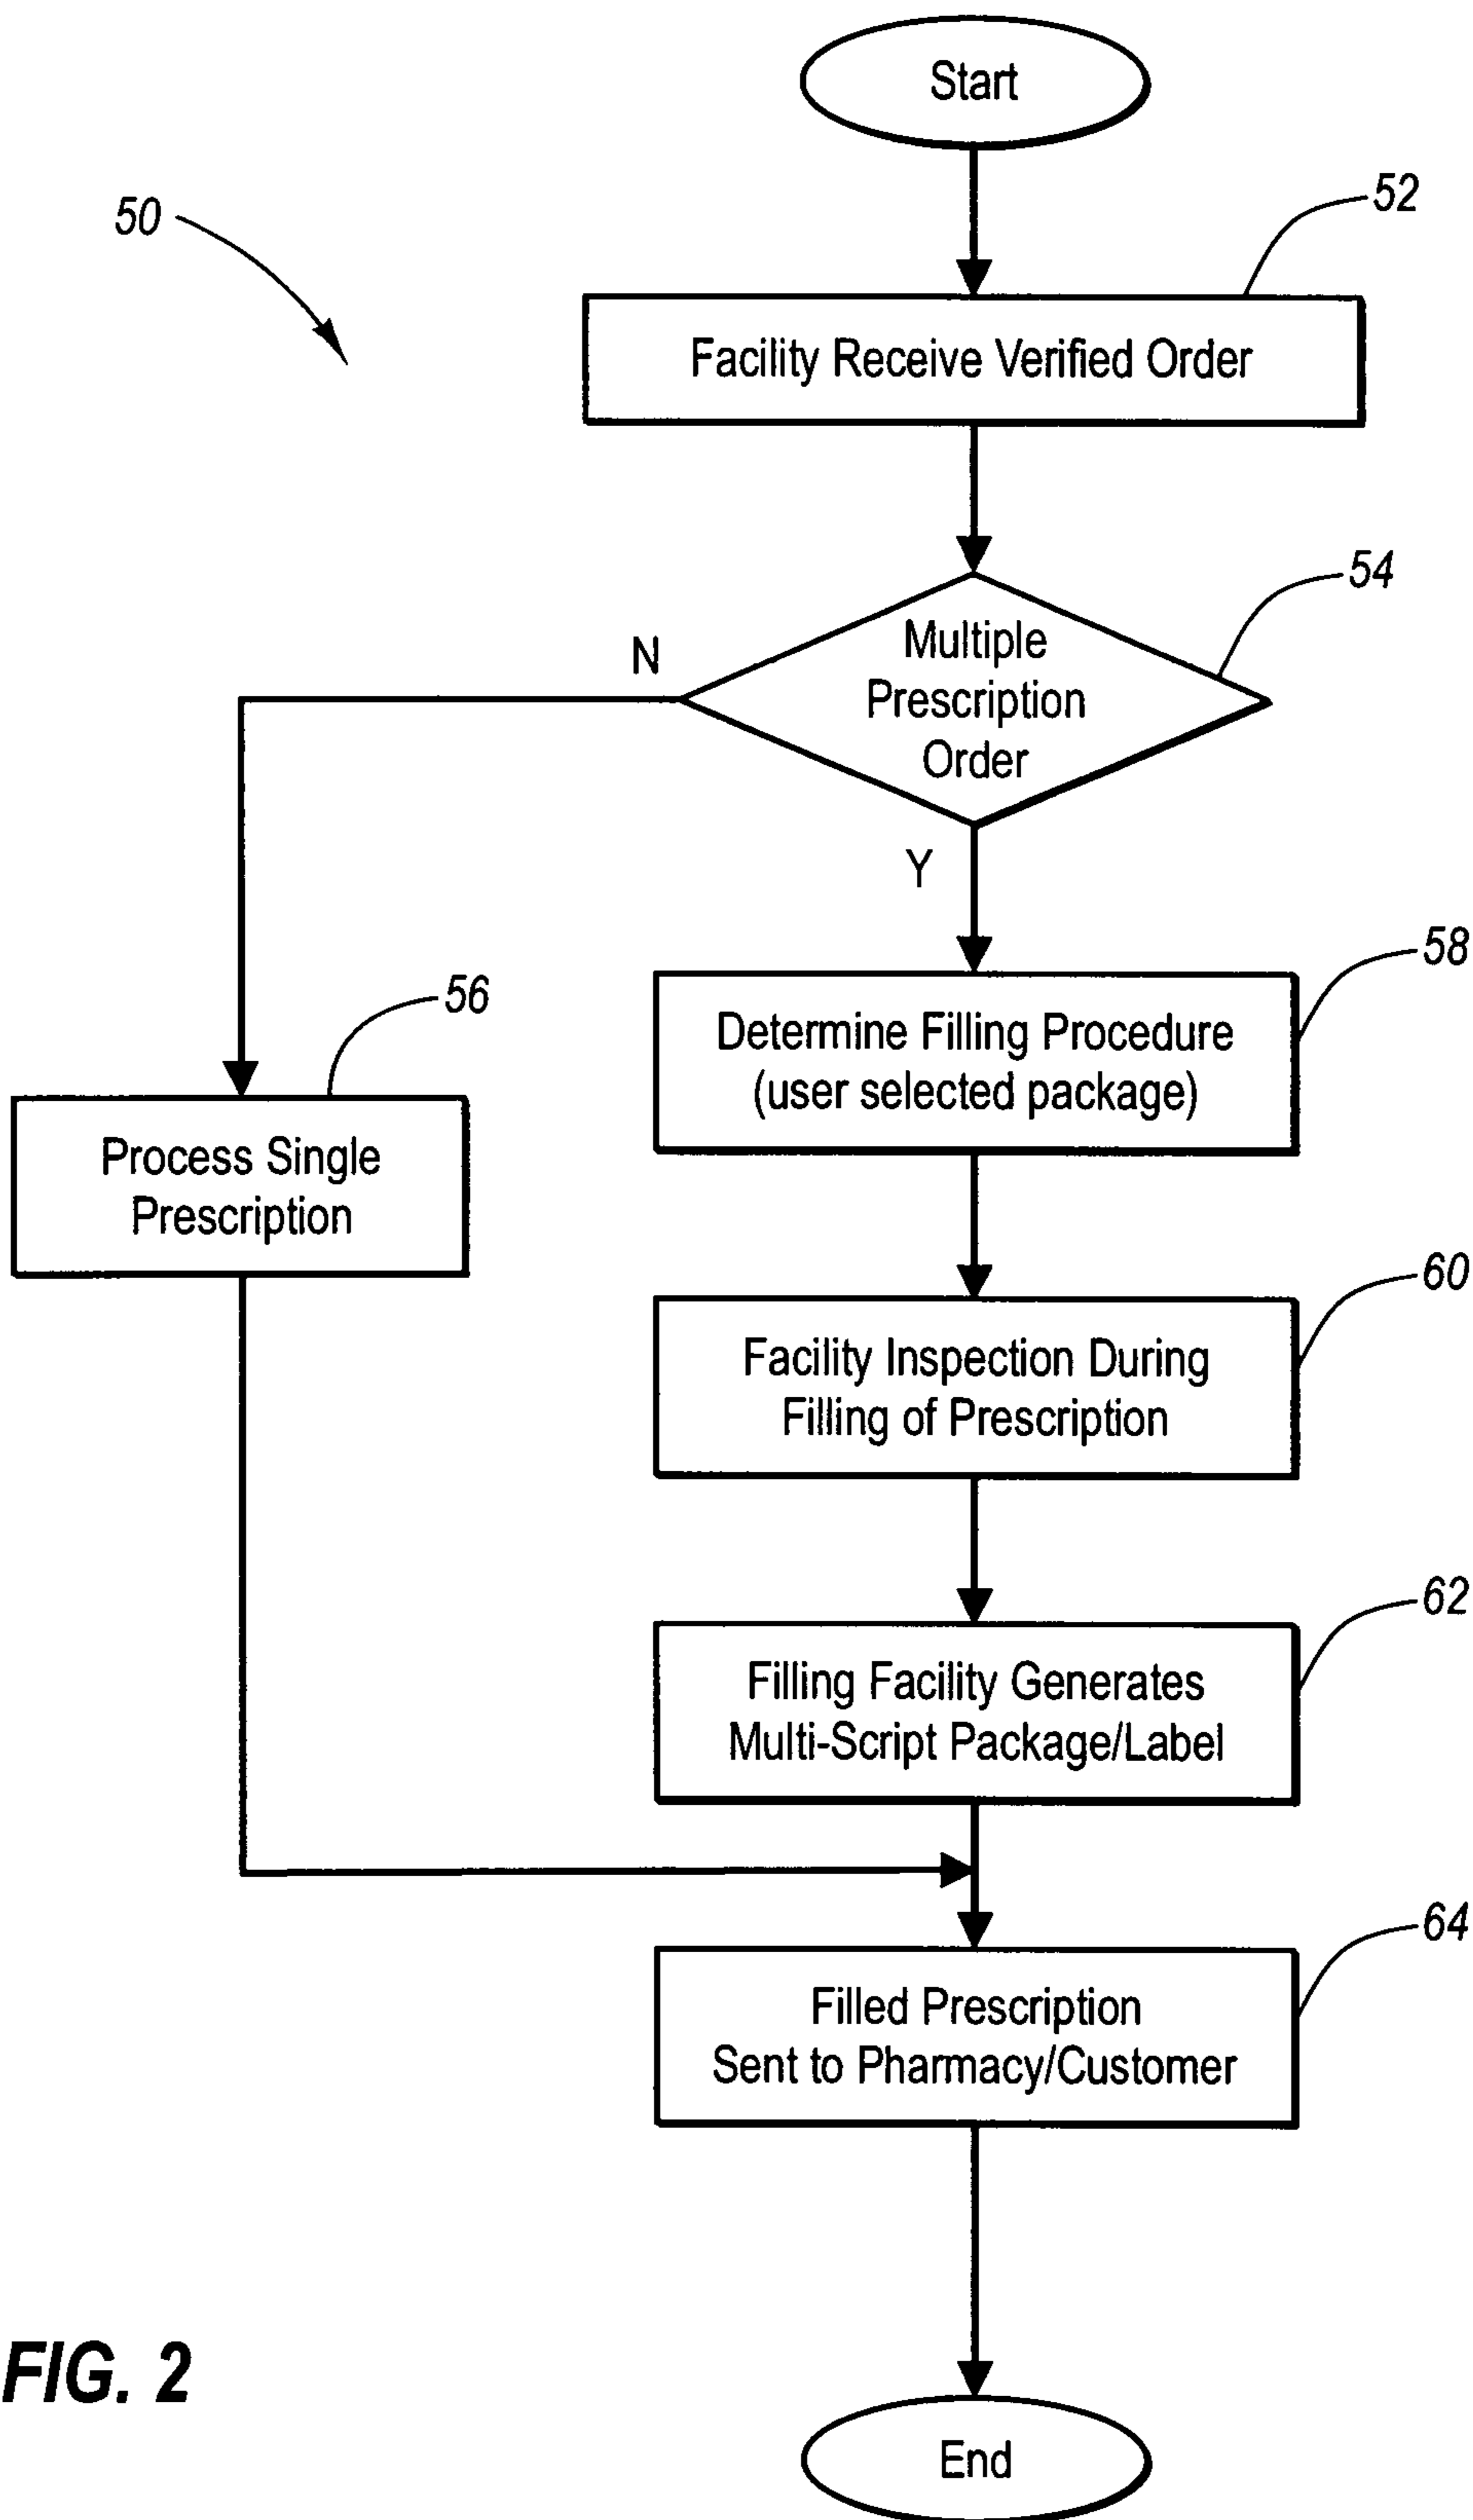 Start
50
52
Facility Receive Verified Order
54
N
Multiple
Prescription
Order
Y
58
56
Determine Filling Procedure
(user selected package)
Process Single
Prescription
60
Facility Inspection During
Filling of Prescription
62
Filling Facility Generates
Multi-Script Package/Label
64
Filled Prescription
Sent to Pharmacy/Customer
FIG. 2
End